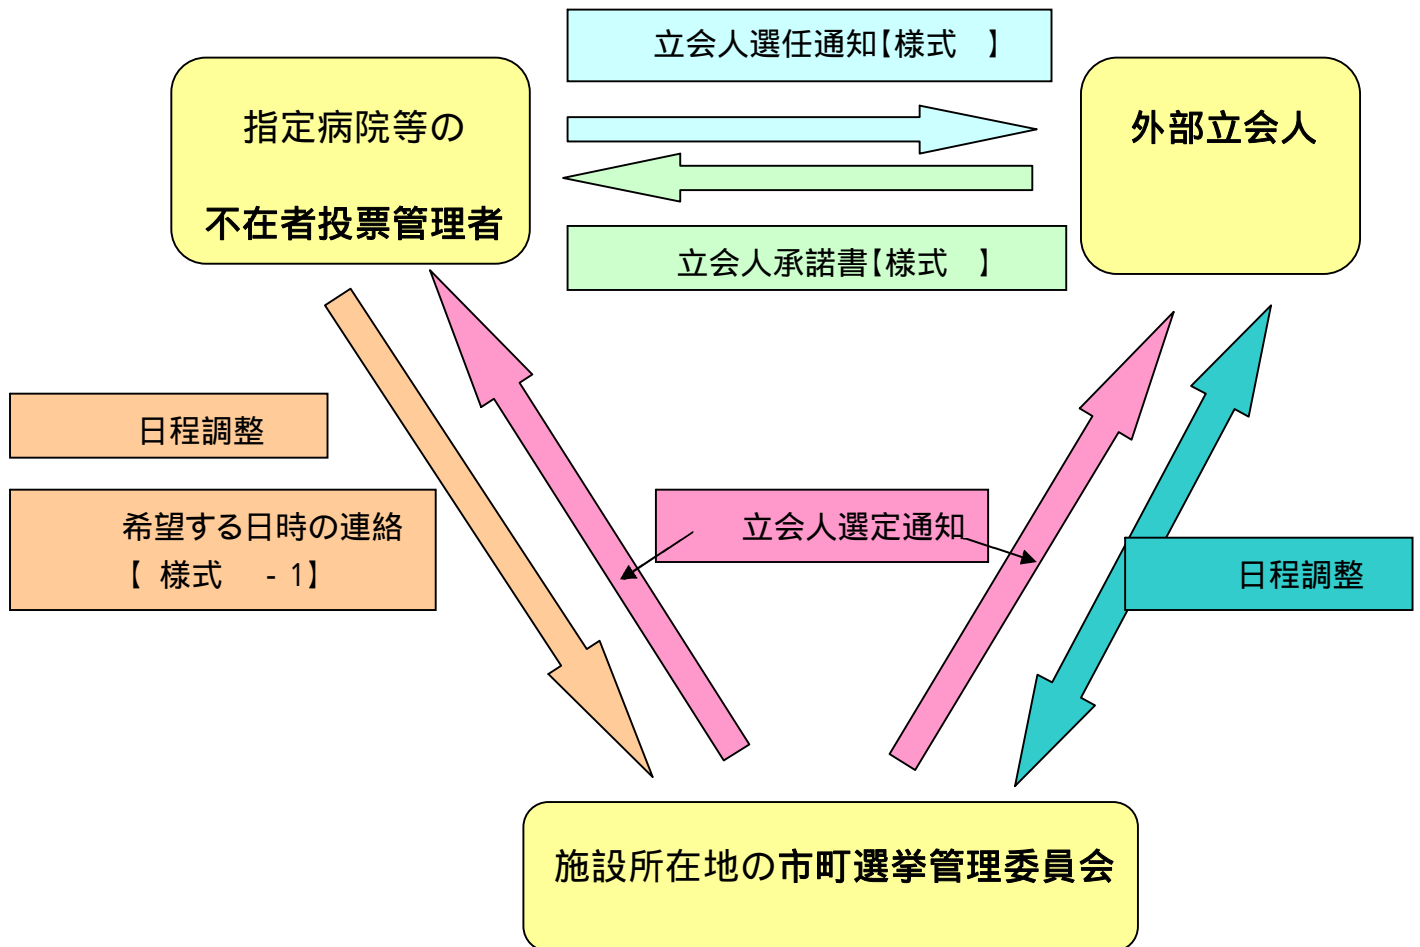 立会人選任通知【様式　】
指定病院等の
不在者投票管理者
外部立会人
立会人承諾書【様式　】
日程調整
希望する日時の連絡
【 様式　- 1】
立会人選定通知
日程調整
施設所在地の市町選挙管理委員会